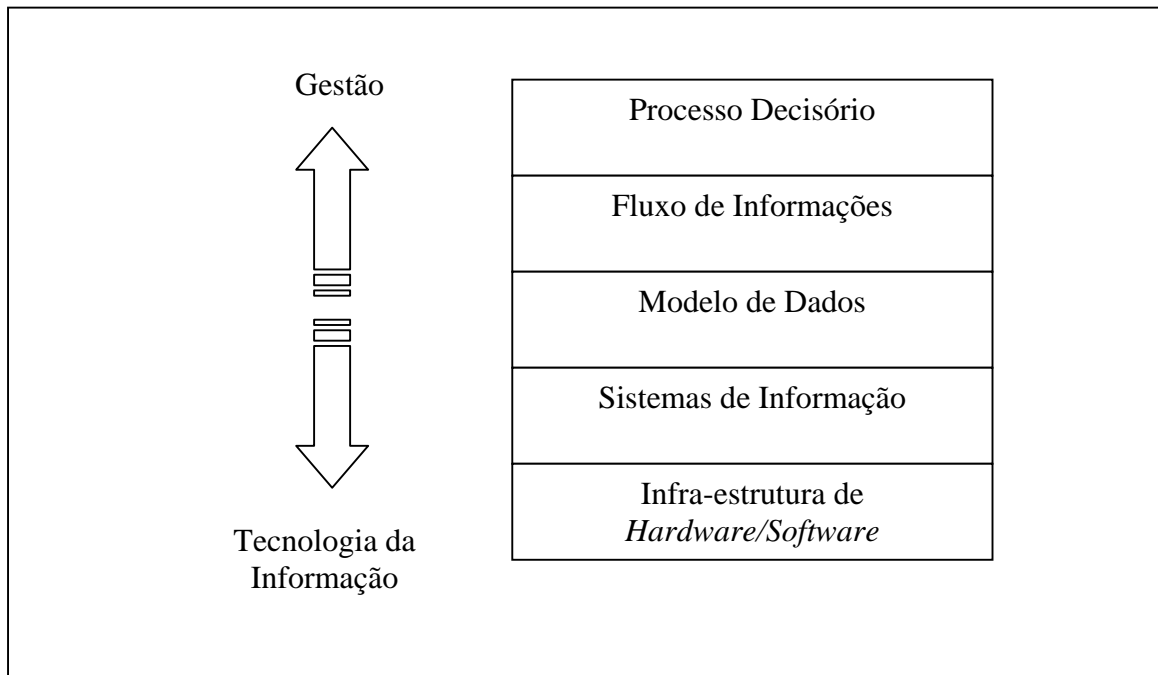 Gestão
Processo Decisório
Fluxo de Informações
Modelo de Dados
Sistemas de Informação
Infra-estrutura de
Hardware/Software
Tecnologia da
Informação